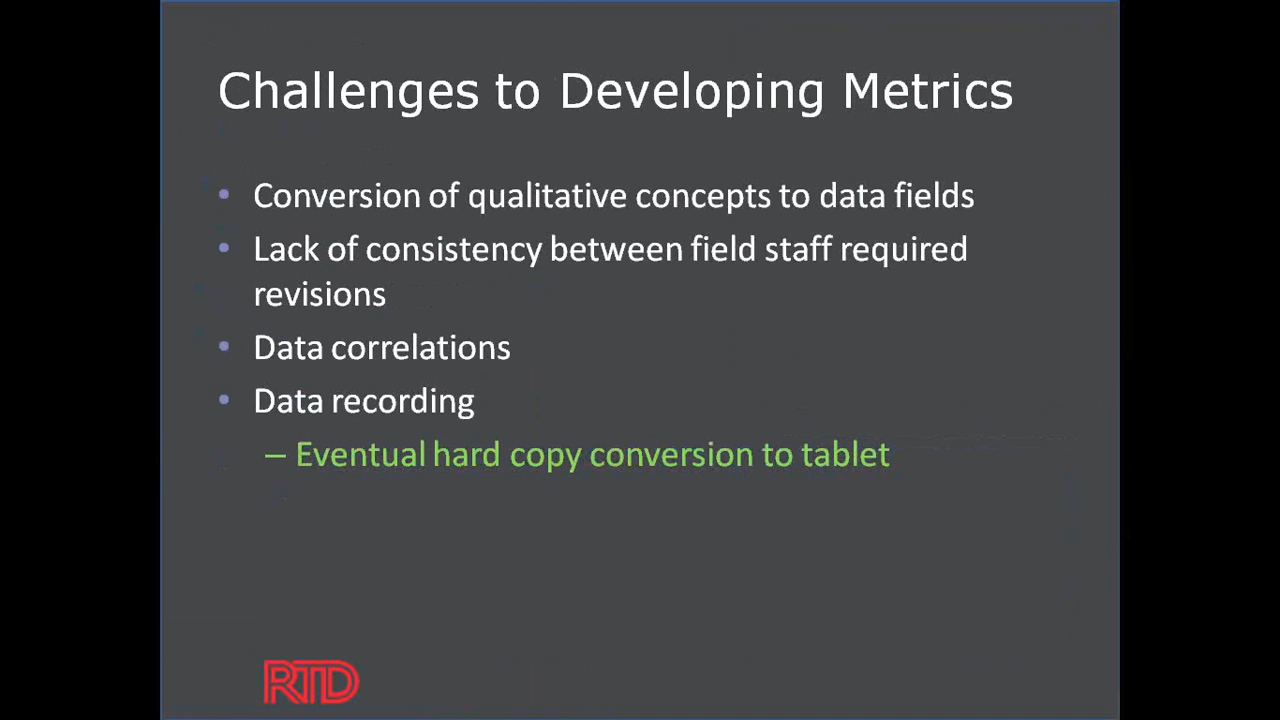 Challenges to Developing Metrics
• Conversion of qualitative concepts to data fields
• Lack of consistency between field staff required
revisions
• Data correlations
• Data recording
– Eventual hard copy conversion to tablet
RTD